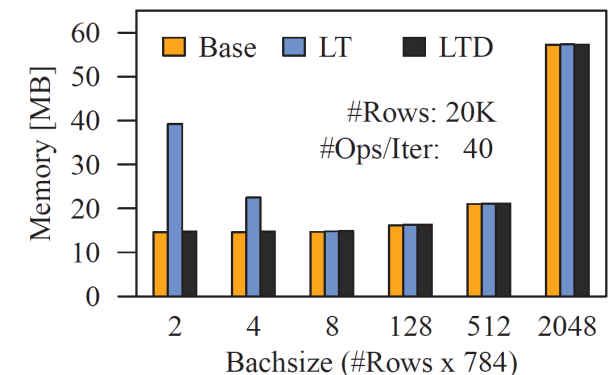 Memory [MB]
60
50
40
30
20
10
0
Base LT LTD
#Rows: 20K
#Ops/Iter: 40
2 4 8 128 512 2048
Bachsize (#Rows x 784)